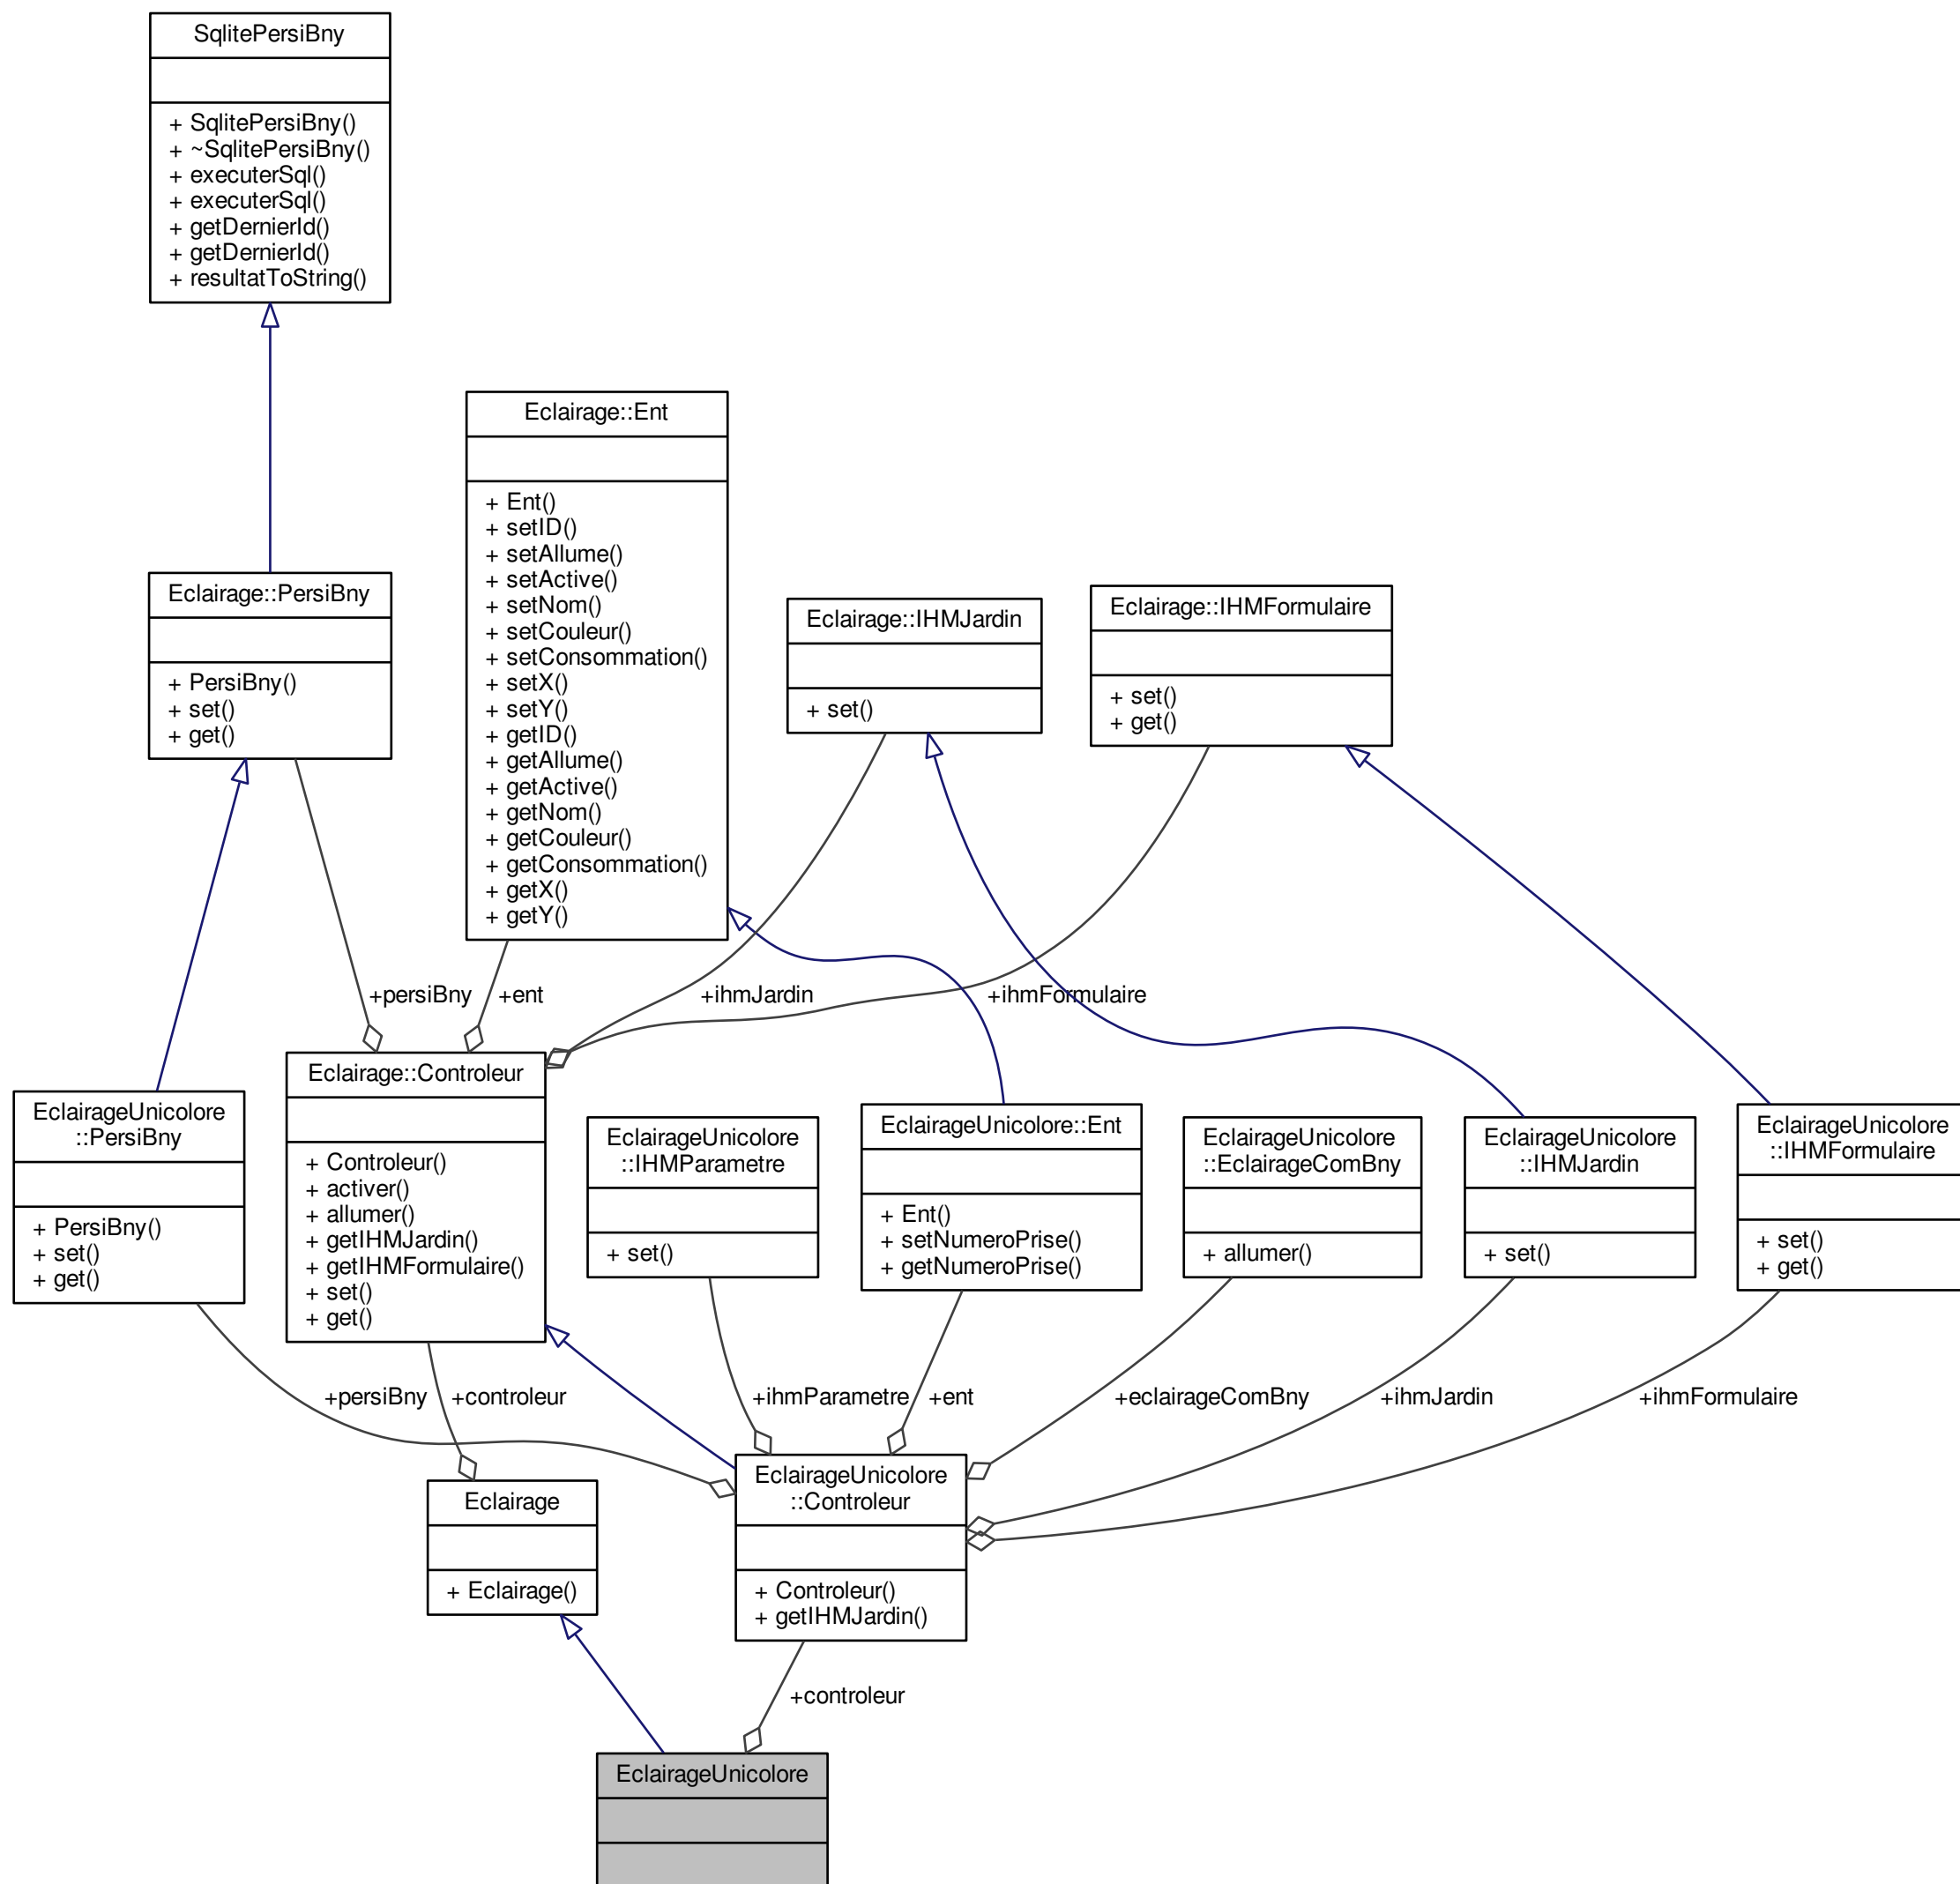 SqlitePersiBny
+ SqlitePersiBny()
+ ~SqlitePersiBny()
+ executerSql()
+ executerSql()
+ getDernierId()
+ getDernierId()
+ resultatToString()
Eclairage::Ent
+ Ent()
+ setID()
+ setAllume()
+ setActive()
+ setNom()
+ setCouleur()
+ setConsommation()
+ setX()
+ setY()
+ getID()
+ getAllume()
+ getActive()
+ getNom()
+ getCouleur()
+ getConsommation()
+ getX()
+ getY()
Eclairage::PersiBny
+ PersiBny()
+ set()
+ get()
Eclairage::IHMJardin
+ set()
Eclairage::IHMFormulaire
+ set()
+ get()
+persiBny
+ent
+ihmJardin
+ihmFormulaire
EclairageUnicolore
::PersiBny
+ PersiBny()
+ set()
+ get()
Eclairage::Controleur
+ Controleur()
+ activer()
+ allumer()
+ getIHMJardin()
+ getIHMFormulaire()
+ set()
+ get()
EclairageUnicolore
::IHMParametre
+ set()
EclairageUnicolore::Ent
+ Ent()
+ setNumeroPrise()
+ getNumeroPrise()
EclairageUnicolore
::EclairageComBny
+ allumer()
EclairageUnicolore
::IHMJardin
+ set()
EclairageUnicolore
::IHMFormulaire
+ set()
+ get()
+persiBny
+controleur
+ihmParametre
+ent
+eclairageComBny
+ihmJardin
+ihmFormulaire
Eclairage
+ Eclairage()
EclairageUnicolore
::Controleur
+ Controleur()
+ getIHMJardin()
+controleur
EclairageUnicolore